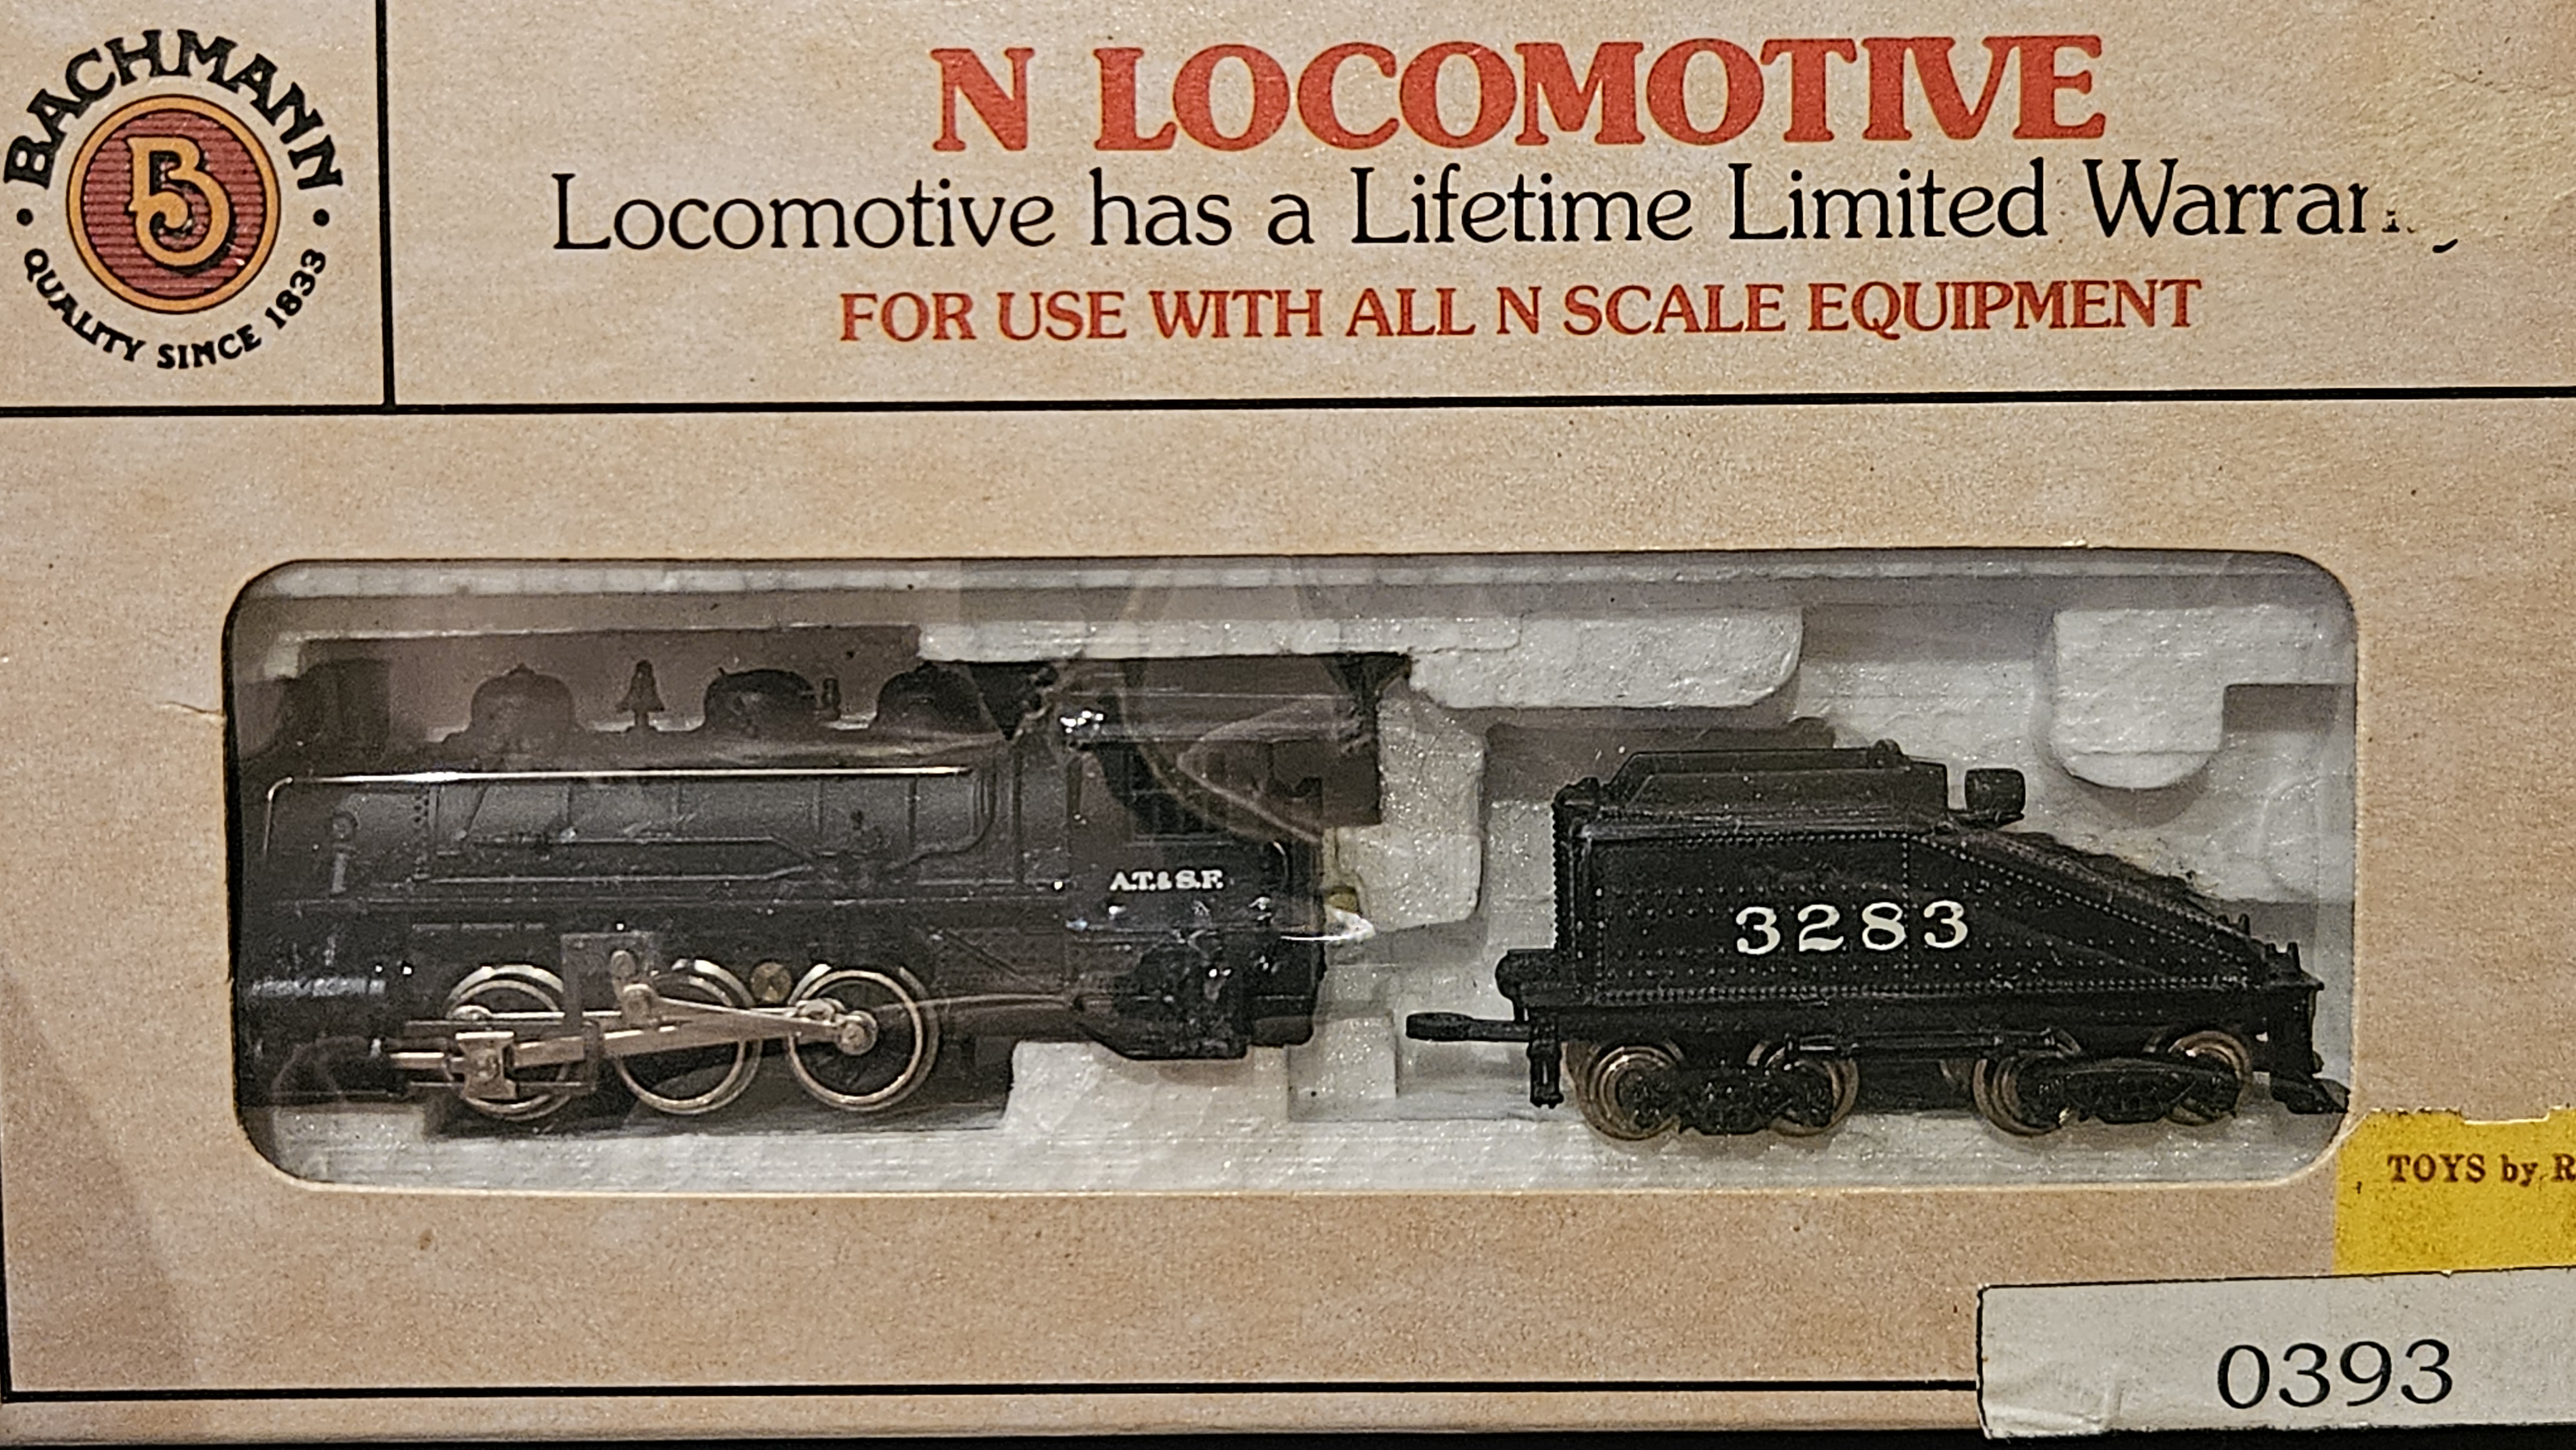 BACHMANN
B
• QUALITY SINCE 1833 •
N LOCOMOTIVE
Locomotive has a Lifetime Limited
FOR USE WITH ALL N SCALE EQUIPMENT
A.T.& S.F.
3283
TOYS by R
0393